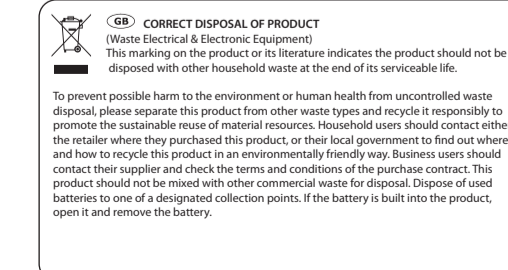 GB CORRECT DISPOSAL OF PRODUCT
(Waste Electrical & Electronic Equipment)
This marking on the product or its literature indicates the product should not be
disposed with other household waste at the end of its serviceable life.
To prevent possible harm to the environment or human health from uncontrolled waste
disposal, please separate this product from other waste types and recycle it responsibly to
promote the sustainable reuse of material resources. Household users should contact eithe
the retailer where they purchased this product, or their local government to find out where
and how to recycle this product in an environmentally friendly way. Business users should
contact their supplier and check the terms and conditions of the purchase contract. This
product should not be mixed with other commercial waste for disposal. Dispose of used
batteries to one of a designated collection points. If the battery is built into the product,
open it and remove the battery.